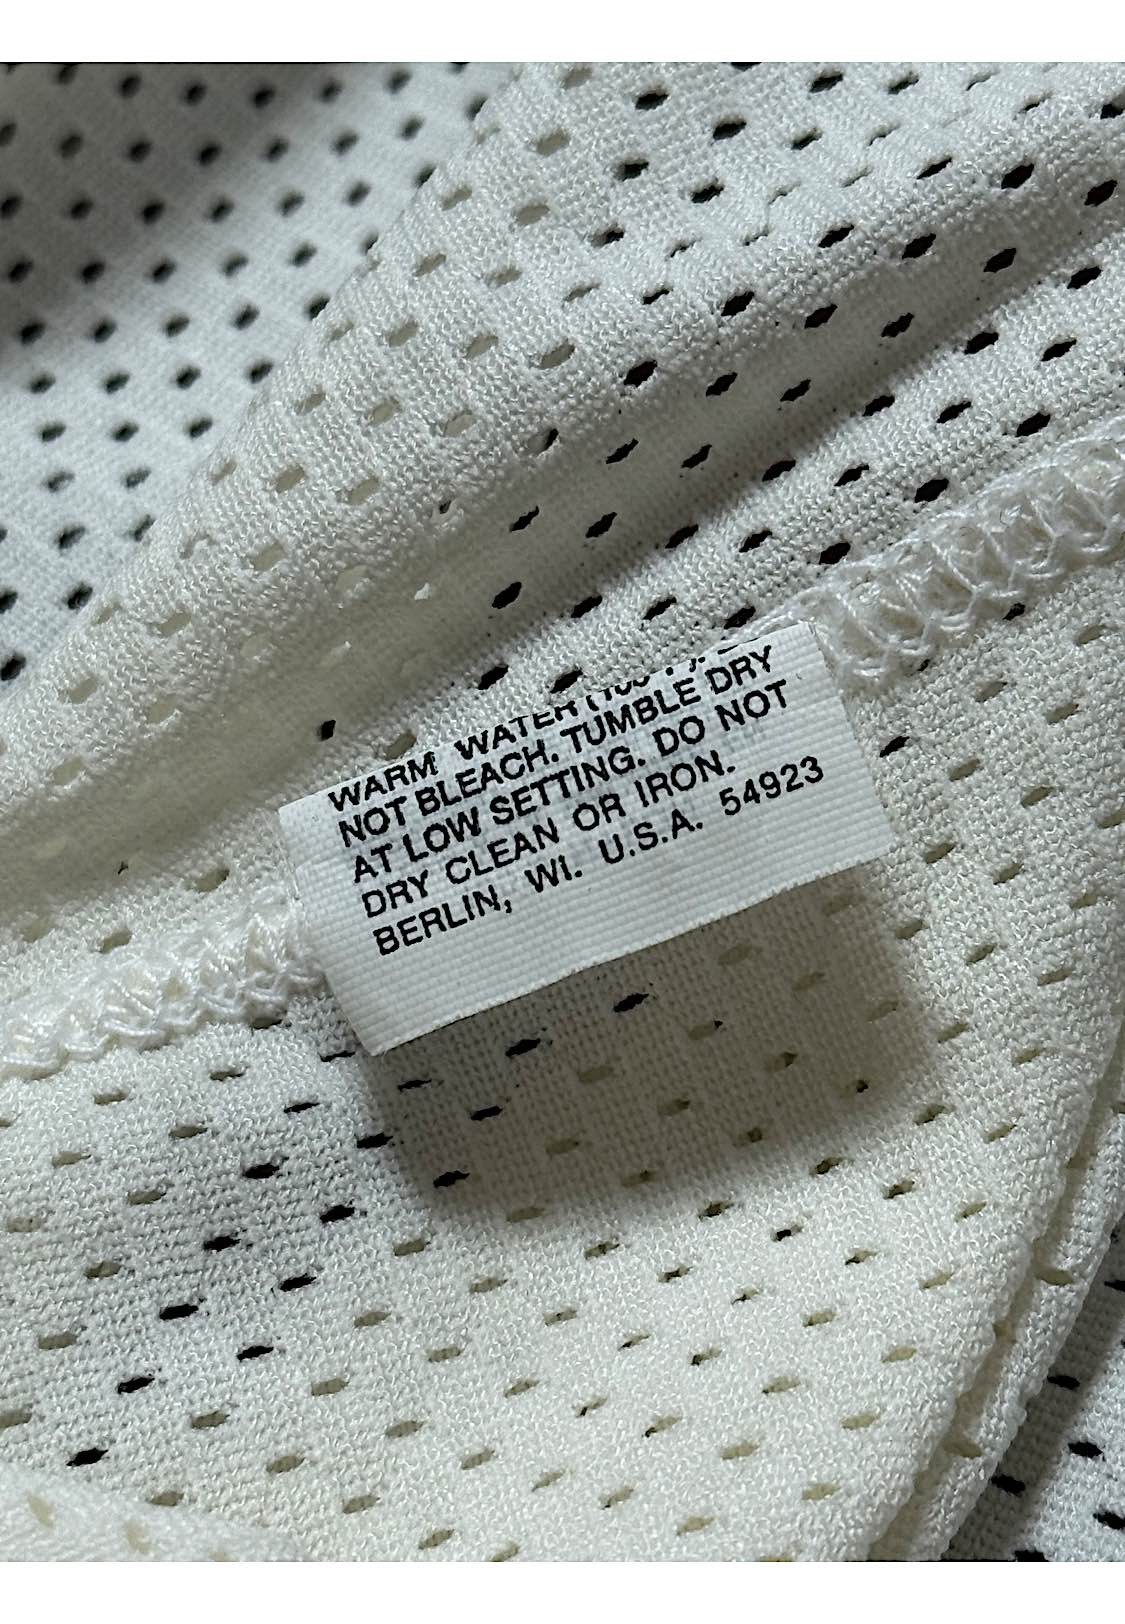 WARM WATER
NOT BLEACH. TUMBLE DRY
AT LOW SETTING. DO NOT
DRY CLEAN OR IRON.
BERLIN, WI. U.S.A. 54923